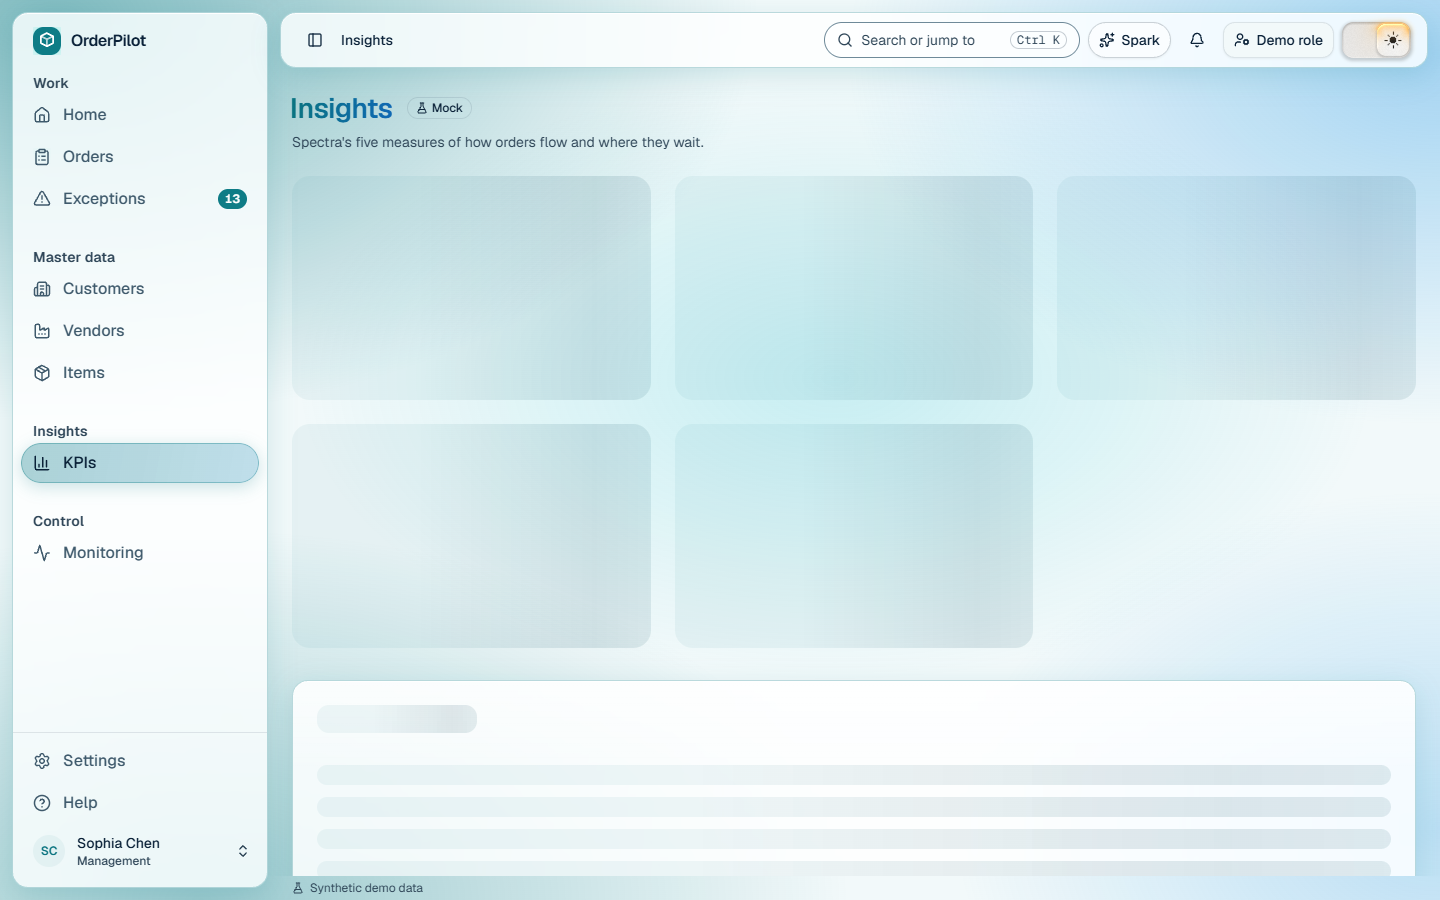 OrderPilot
Work
Home
Orders
Exceptions 13
Master data
Customers
Vendors
Items
Insights
KPIs
Control
Monitoring
Settings
Help
SC
Sophia Chen
Management
Insights
Search or jump to Ctrl K
Spark
Demo role
Insights
Mock
Spectra's five measures of how orders flow and where they wait.
Synthetic demo data